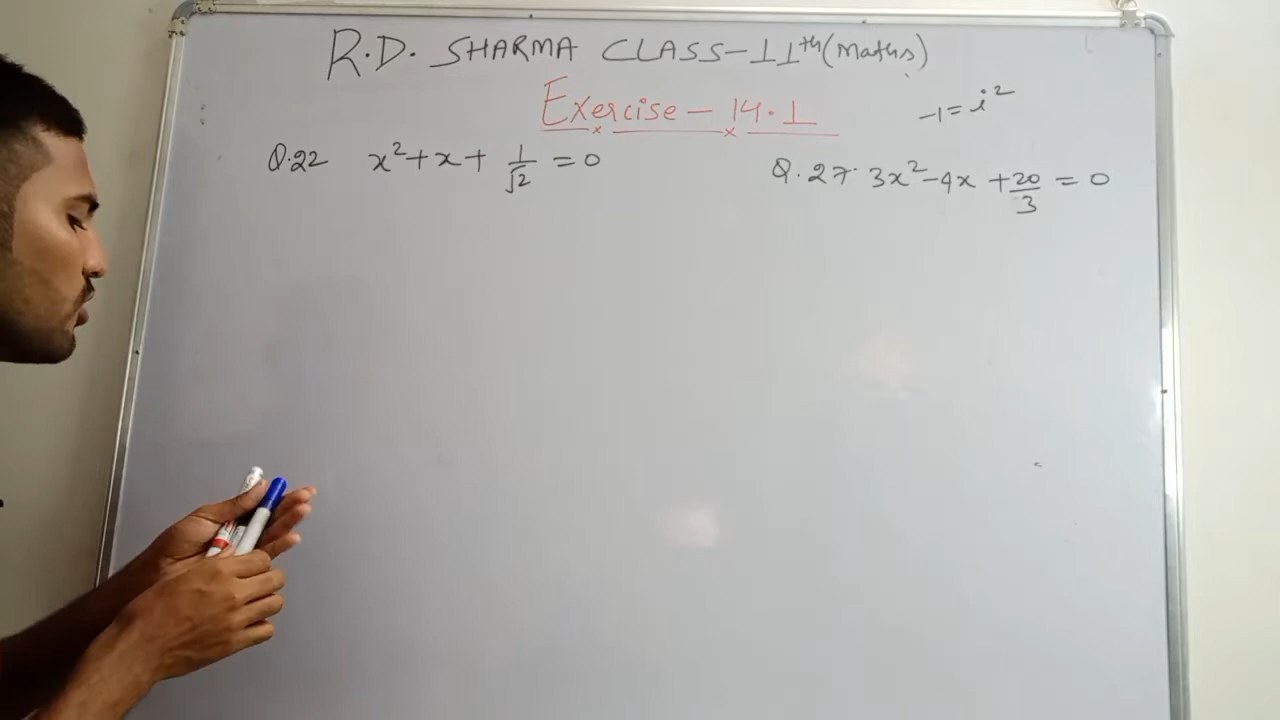 R.D. SHARMA CLASS-11th (Maths)
Exercise - 14.1
-1 = i²
Q.22 x² + x + 1/√2 = 0
Q.27. 3x² - 4x + 20/3 = 0